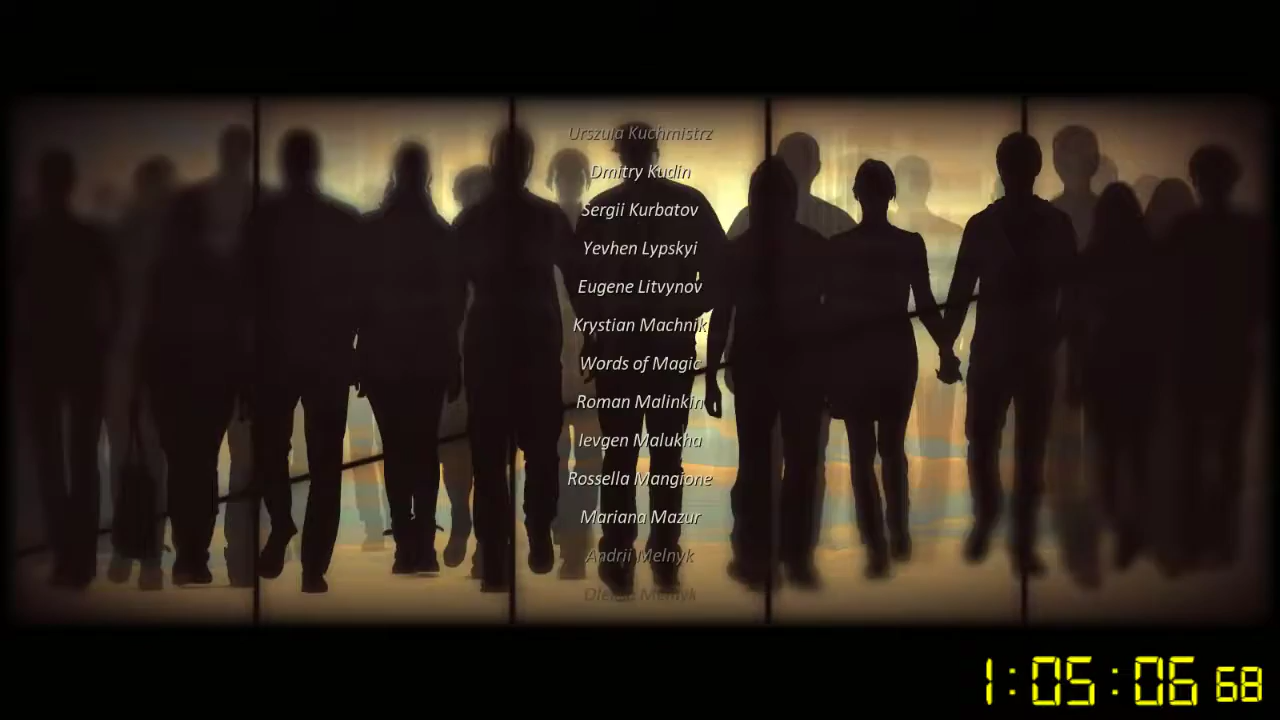 Urszula Kuchmistrz
Dmitry Kudin
Sergii Kurbatov
Yevhen Lypskyi
Eugene Litvynov
Krystian Machnik
Words of Magic
Roman Malinkin
Ievgen Malukha
Rossella Mangione
Mariana Mazur
Andrii Melnyk
Melnyk
1:05:06 68